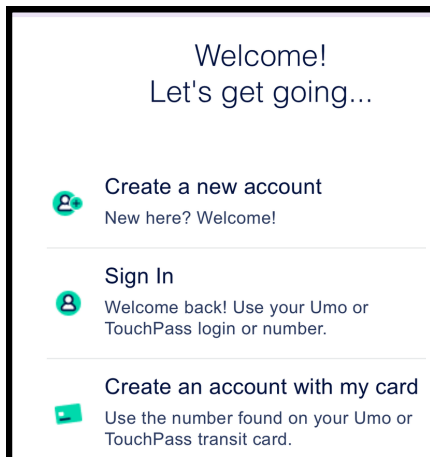 Welcome!
Let's get going...
Create a new account
New here? Welcome!
Sign In
Welcome back! Use your Umo or
TouchPass login or number.
Create an account with my card
Use the number found on your Umo or
TouchPass transit card.